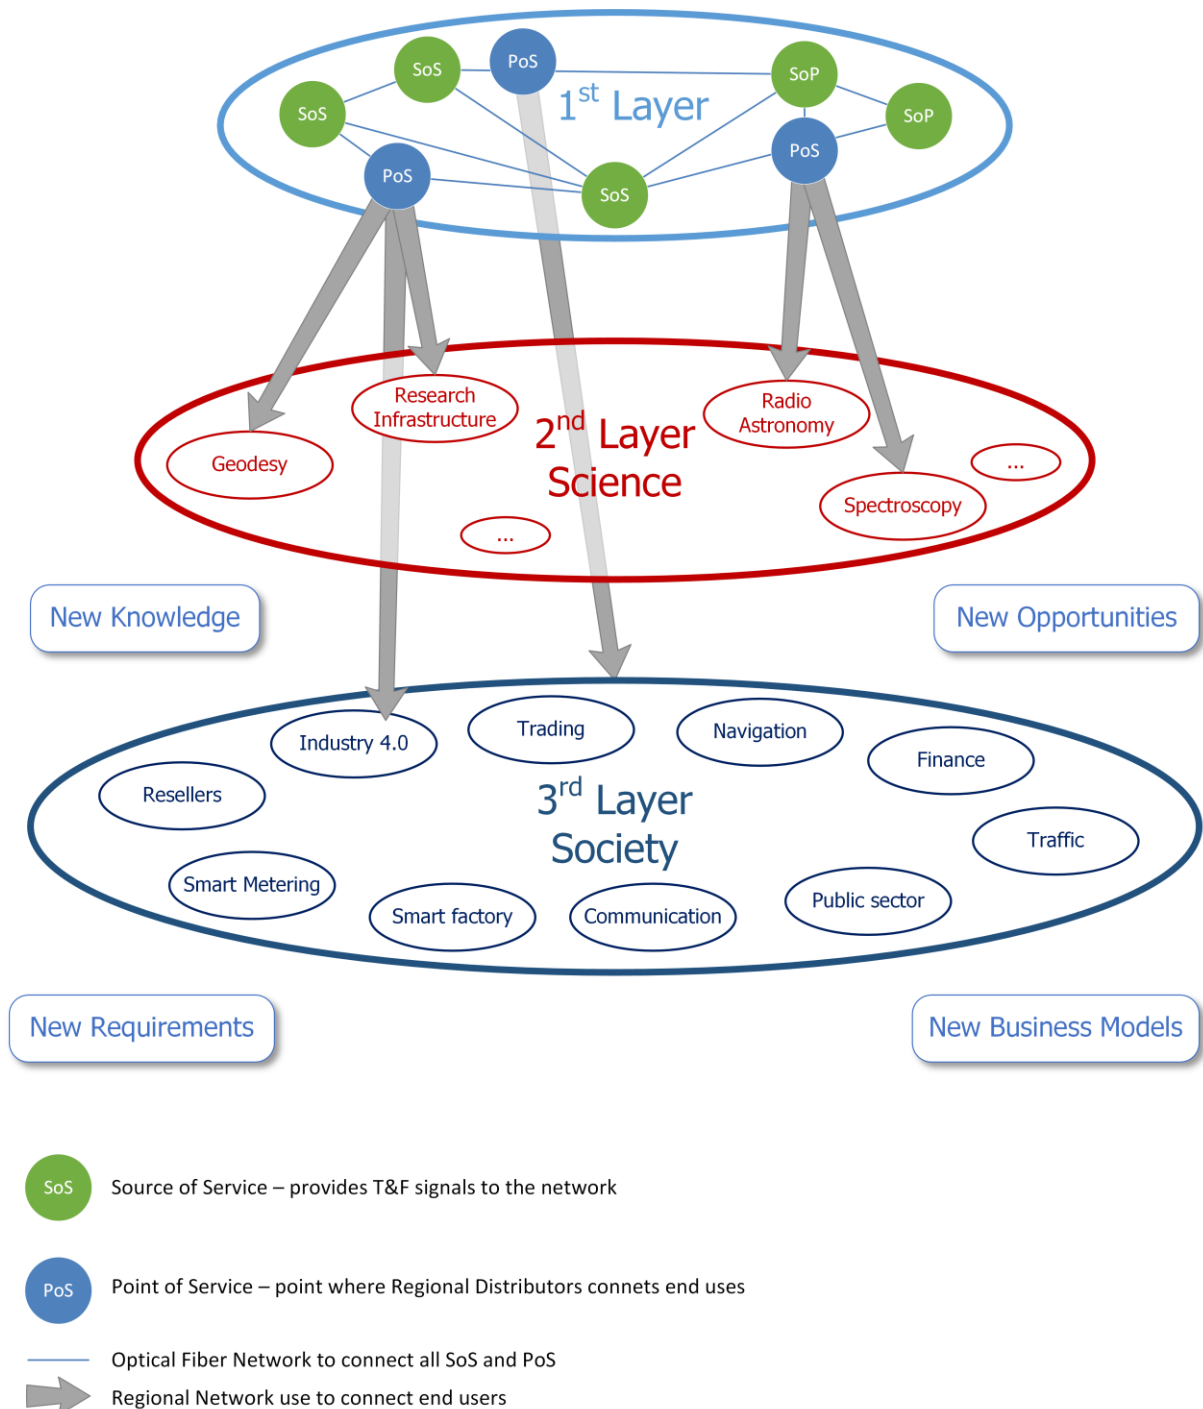 SoS
PoS
SoP
1st Layer
SoS
SoP
PoS
PoS
SoS
Research
Infrastructure
Radio
Astronomy
2nd Layer
Science
Geodesy
...
Spectroscopy
...
New Knowledge
New Opportunities
Trading
Navigation
Industry 4.0
Finance
Resellers
3rd Layer
Society
Traffic
Smart Metering
Public sector
Smart factory
Communication
New Requirements
New Business Models
SoS
Source of Service – provides T&F signals to the network
PoS
Point of Service – point where Regional Distributors connets end uses
Optical Fiber Network to connect all SoS and PoS
Regional Network use to connect end users